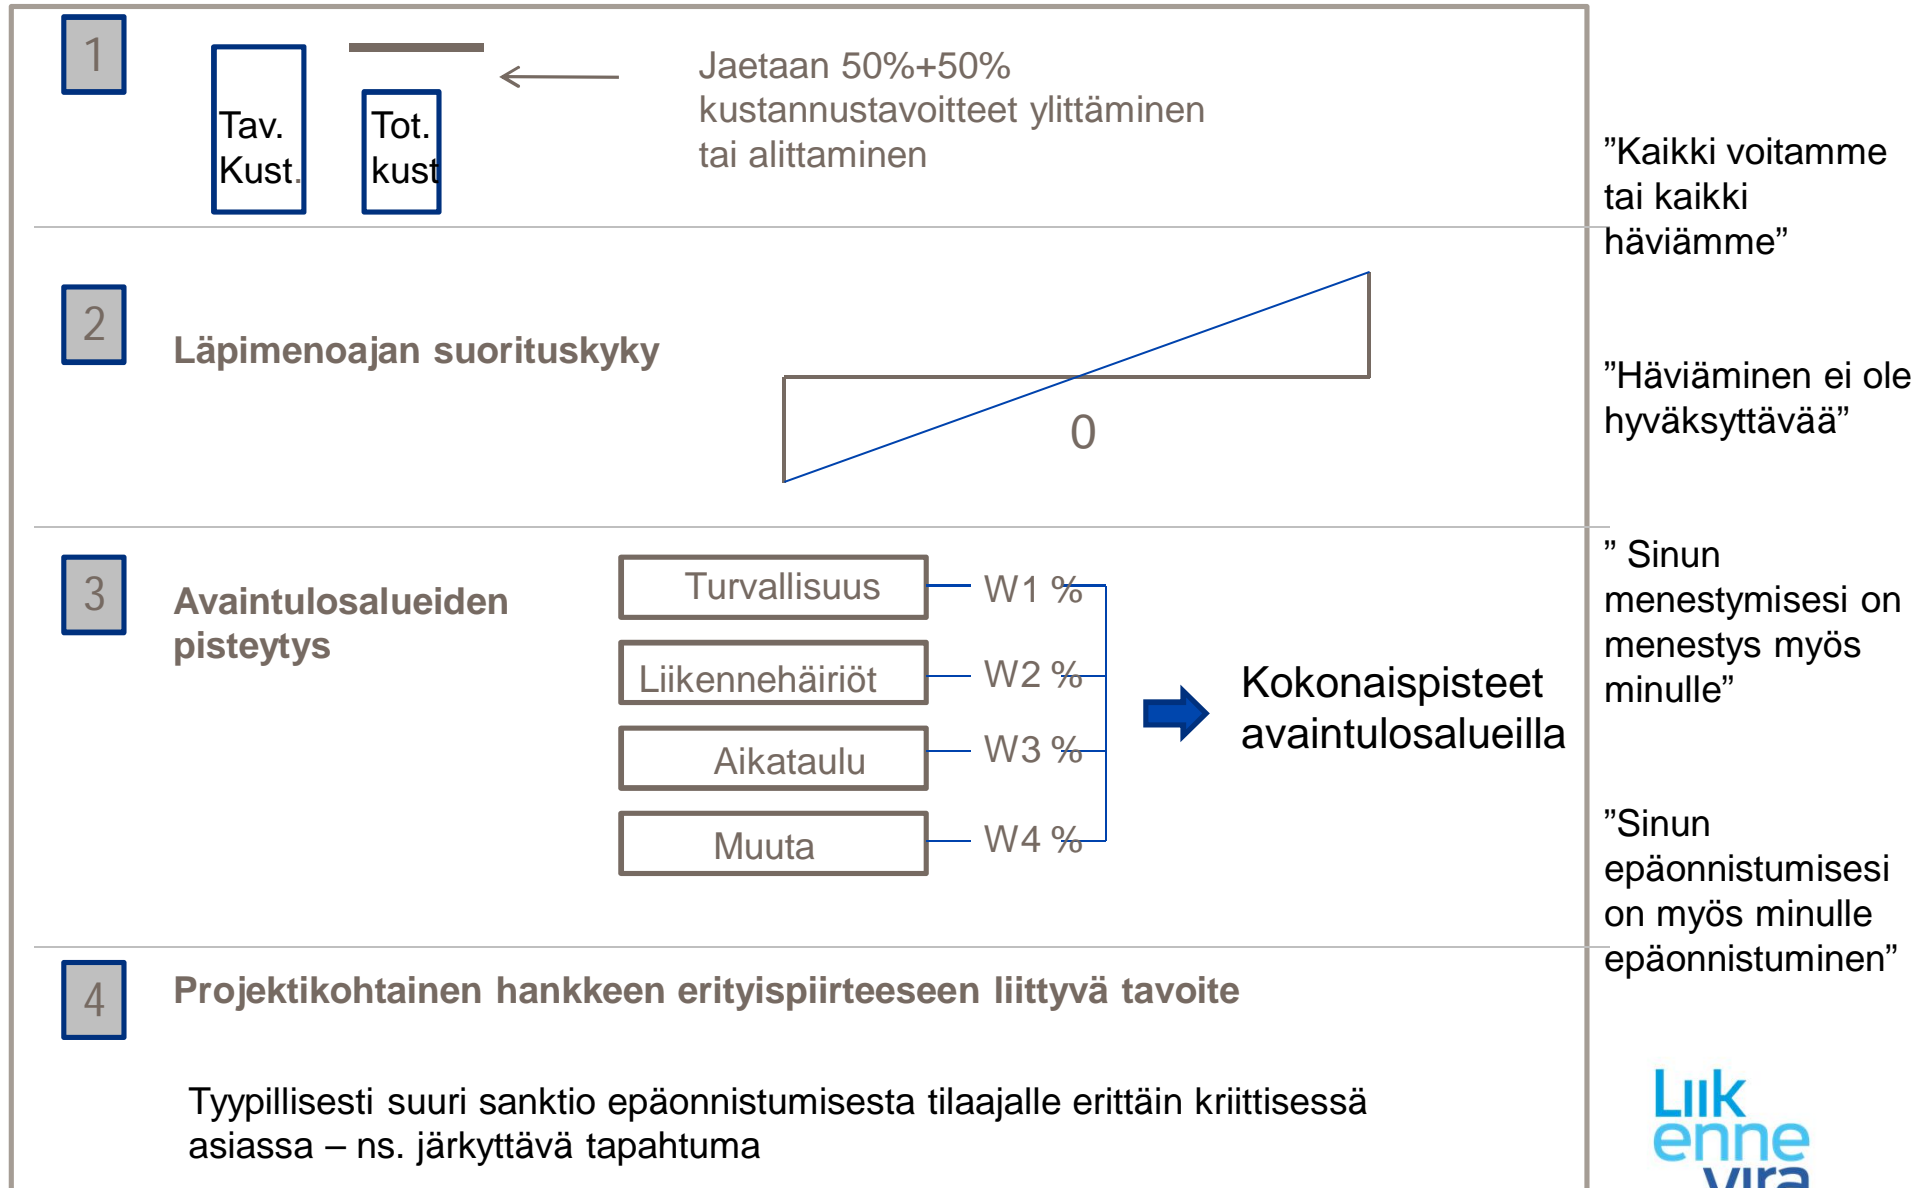 1
Tav.
Kust.
Tot.
kust
Jaetaan 50%+50%
kustannustavoitteet ylittäminen
tai alittaminen
”Kaikki voitamme
tai kaikki
häviämme”
2
Läpimenoajan suorituskyky
0
”Häviäminen ei ole
hyväksyttävää”
3
Avaintulosalueiden
pisteytys
Turvallisuus
W1 %
Liikennehäiriöt
W2 %
Aikataulu
W3 %
Muuta
W4 %
Kokonaispisteet
avaintulosalueilla
” Sinun
menestymisesi on
menestys myös
minulle”
”Sinun
epäonnistumisesi
on myös minulle
epäonnistuminen”
4
Projektikohtainen hankkeen erityispiirteeseen liittyvä tavoite
Tyypillisesti suuri sanktio epäonnistumisesta tilaajalle erittäin kriittisessä
asiassa – ns. järkyttävä tapahtuma
Liik
enne
vira